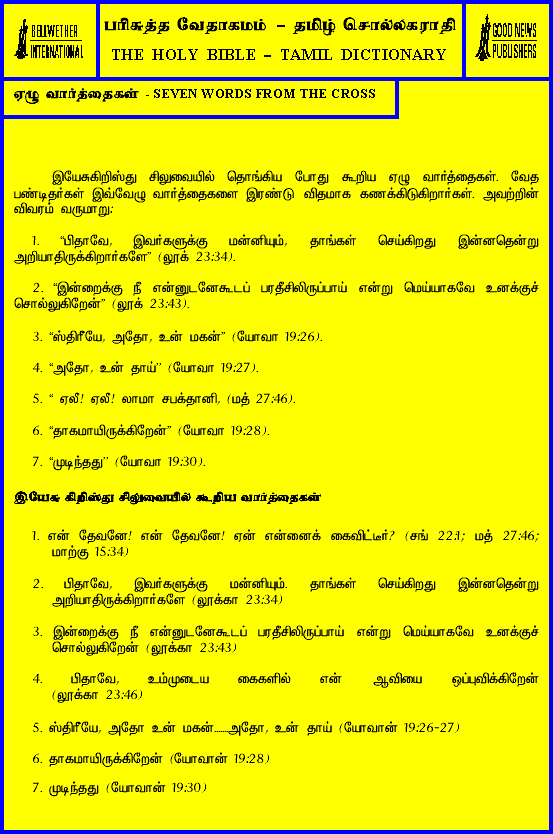 BELLWETHER
INTERNATIONAL
பரிசுத்த வேதாகமம் – தமிழ் சொல்லகராதி
THE HOLY BIBLE – TAMIL DICTIONARY
GOOD NEWS
PUBLISHERS
ஏழு வார்த்தைகள் - SEVEN WORDS FROM THE CROSS
இயேசுகிறிஸ்து சிலுவையில் தொங்கிய போது கூறிய ஏழு வார்த்தைகள். வேத
பண்டிதர்கள் இவ்வேழு வார்த்தைகளை இரண்டு விதமாக கணக்கிடுகிறார்கள். அவற்றின்
விவரம் வருமாறு:
1. “பிதாவே, இவர்களுக்கு மன்னியும், தாங்கள் செய்கிறது இன்னதென்று
அறியாதிருக்கிறார்களே” (லூக் 23:34).
2. “இன்றைக்கு நீ என்னுடனேகூடப் பரதீசிலிருப்பாய் என்று மெய்யாகவே உனக்குச்
சொல்லுகிறேன்” (லூக் 23:43).
3. “ஸ்திரீயே, அதோ, உன் மகன்” (யோவா 19:26).
4. “அதோ, உன் தாய்” (யோவா 19:27).
5. “ ஏலீ! ஏலீ! லாமா சபக்தானி, (மத் 27:46).
6. “தாகமாயிருக்கிறேன்” (யோவா 19:28).
7. “முடிந்தது” (யோவா 19:30).
இயேசு கிறிஸ்து சிலுவையில் கூறிய வார்த்தைகள்
1. என் தேவனே! என் தேவனே! ஏன் என்னைக் கைவிட்டீர்? (சங் 22:1; மத் 27:46;
மாற்கு 15:34)
2. பிதாவே, இவர்களுக்கு மன்னியும். தாங்கள் செய்கிறது இன்னதென்று
அறியாதிருக்கிறார்களே (லூக்கா 23:34)
3. இன்றைக்கு நீ என்னுடனேகூடப் பரதீசிலிருப்பாய் என்று மெய்யாகவே உனக்குச்
சொல்லுகிறேன் (லூக்கா 23:43)
4. பிதாவே, உம்முடைய கைகளில் என் ஆவியை ஒப்புவிக்கிறேன்
(லூக்கா 23:46)
5. ஸ்திரீயே, அதோ உன் மகன்......அதோ, உன் தாய் (யோவான் 19:26-27)
6. தாகமாயிருக்கிறேன் (யோவான் 19:28)
7. முடிந்தது (யோவான் 19:30)